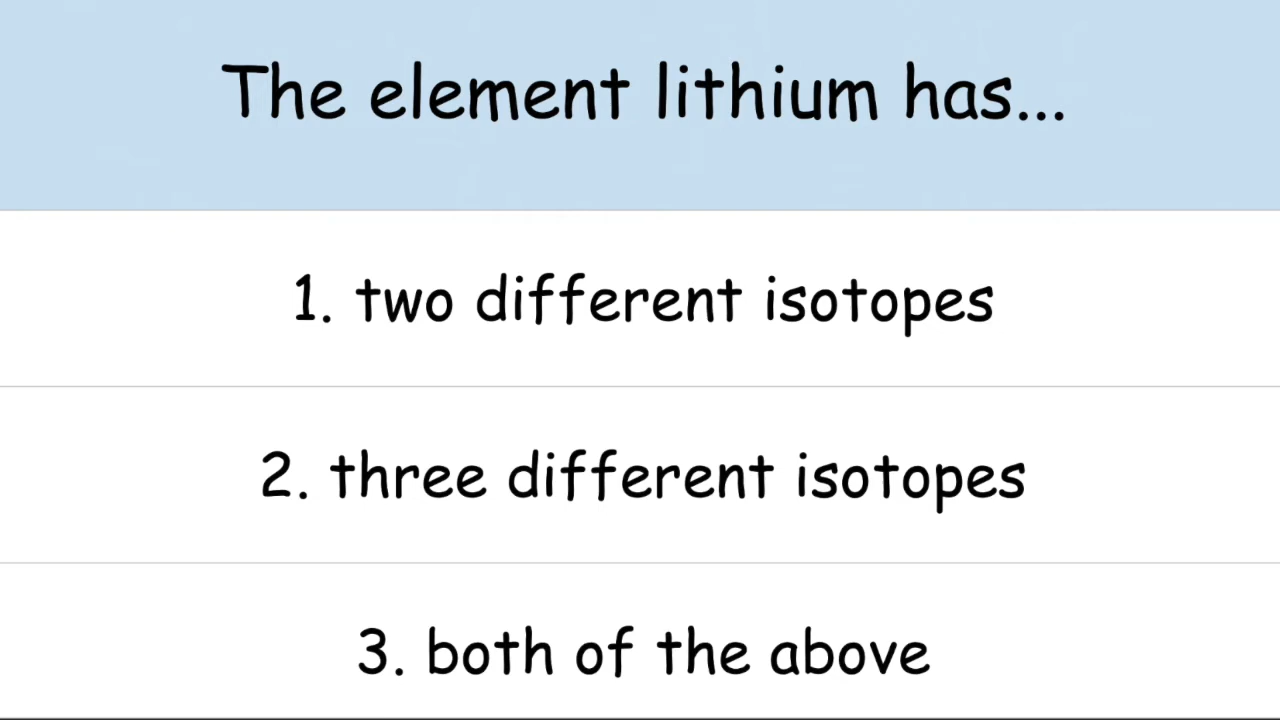 The element lithium has...
1. two different isotopes
2. three different isotopes
3. both of the above